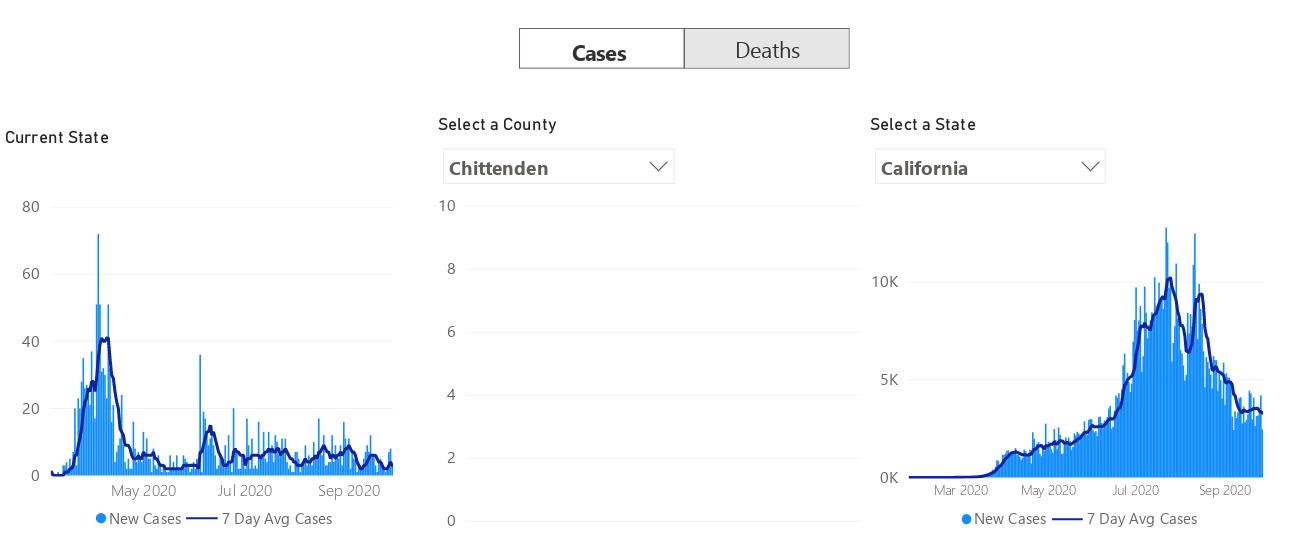 Cases Deaths
Current State
Select a County
Select a State
Chittenden
California
80
60
40
20
0
May 2020 Jul 2020 Sep 2020
New Cases 7 Day Avg Cases
10
8
6
4
2
0
10K
5K
0K
Mar 2020 May 2020 Jul 2020 Sep 2020
New Cases 7 Day Avg Cases